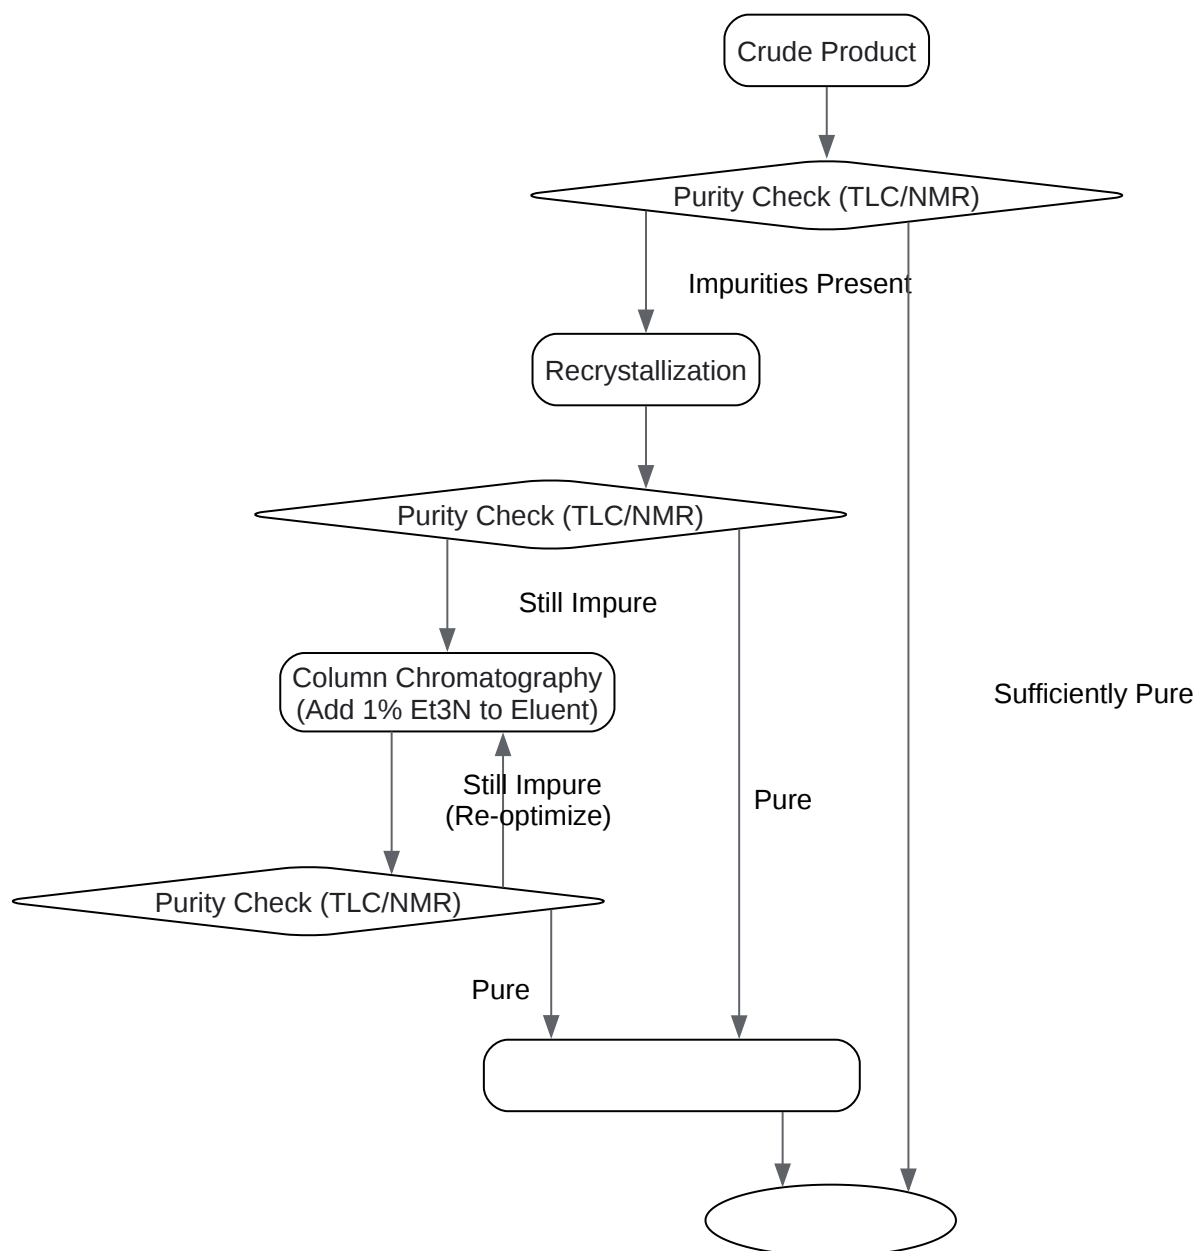 Crude Product
Purity Check (TLC/NMR)
Impurities Present
Recrystallization
Purity Check (TLC/NMR)
Still Impure
Column Chromatography
(Add 1% Et3N to Eluent)
Sufficiently Pure
Still Impure
(Re-optimize)
Pure
Purity Check (TLC/NMR)
Pure